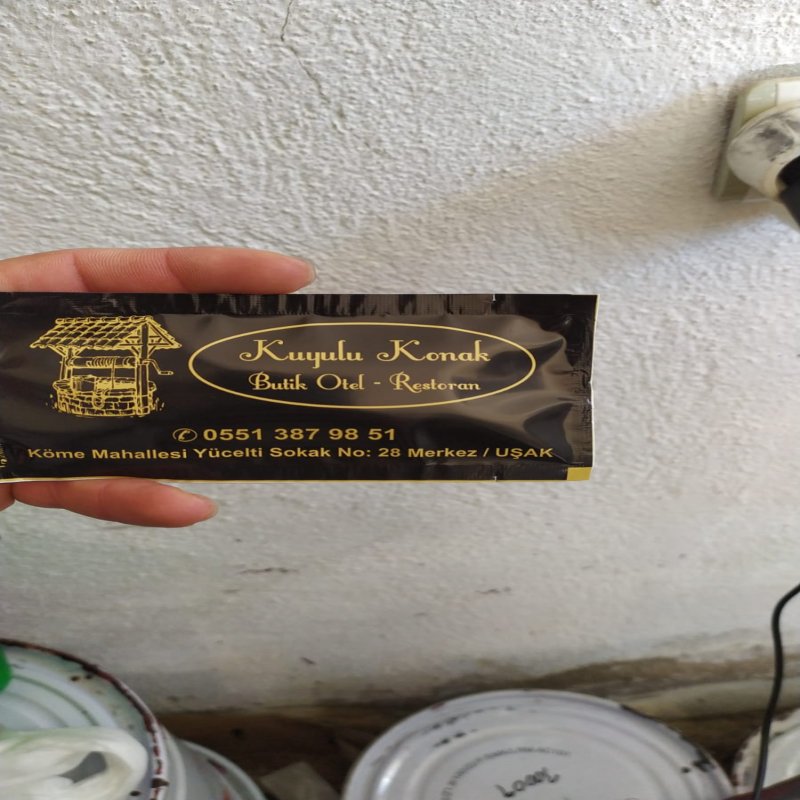 Kuyulu Konak
Butik Otel - Restoran
0551 387 98 51
Köme Mahallesi Yücelti Sokak No: 28 Merkez / UŞAK